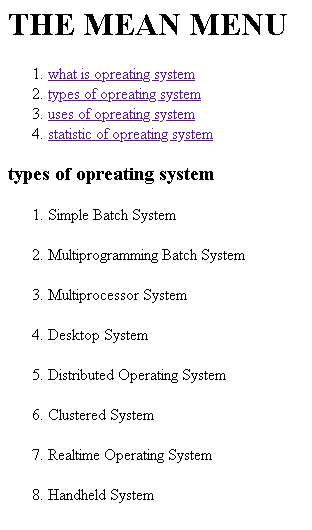 THE MEAN MENU
1. what is opreating system
2. types of opreating system
3. uses of opreating system
4. statistic of opreating system
types of opreating system
1. Simple Batch System
2. Multiprogramming Batch System
3. Multiprocessor System
4. Desktop System
5. Distributed Operating System
6. Clustered System
7. Realtime Operating System
8. Handheld System